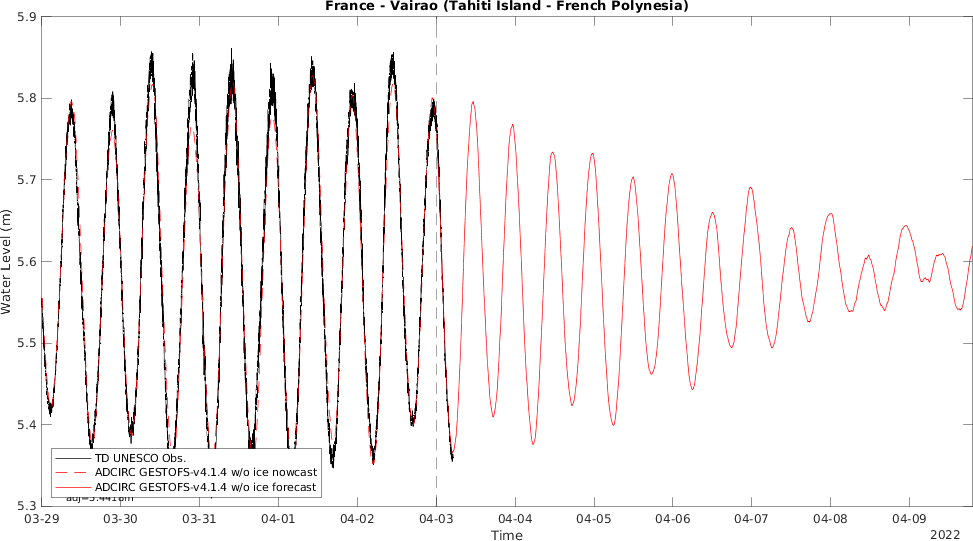 France - Vairao (Tahiti Island - French Polynesia)
5.9
5.8
5.7
5.6
5.5
5.4
5.3
Water Level (m)
TD UNESCO Obs.
ADCIRC GESTOFS-v4.1.4 w/o ice nowcast
ADCIRC GESTOFS-v4.1.4 w/o ice forecast
03-29 03-30 03-31 04-01 04-02 04-03 04-04 04-05 04-06 04-07 04-08 04-09
Time
2022